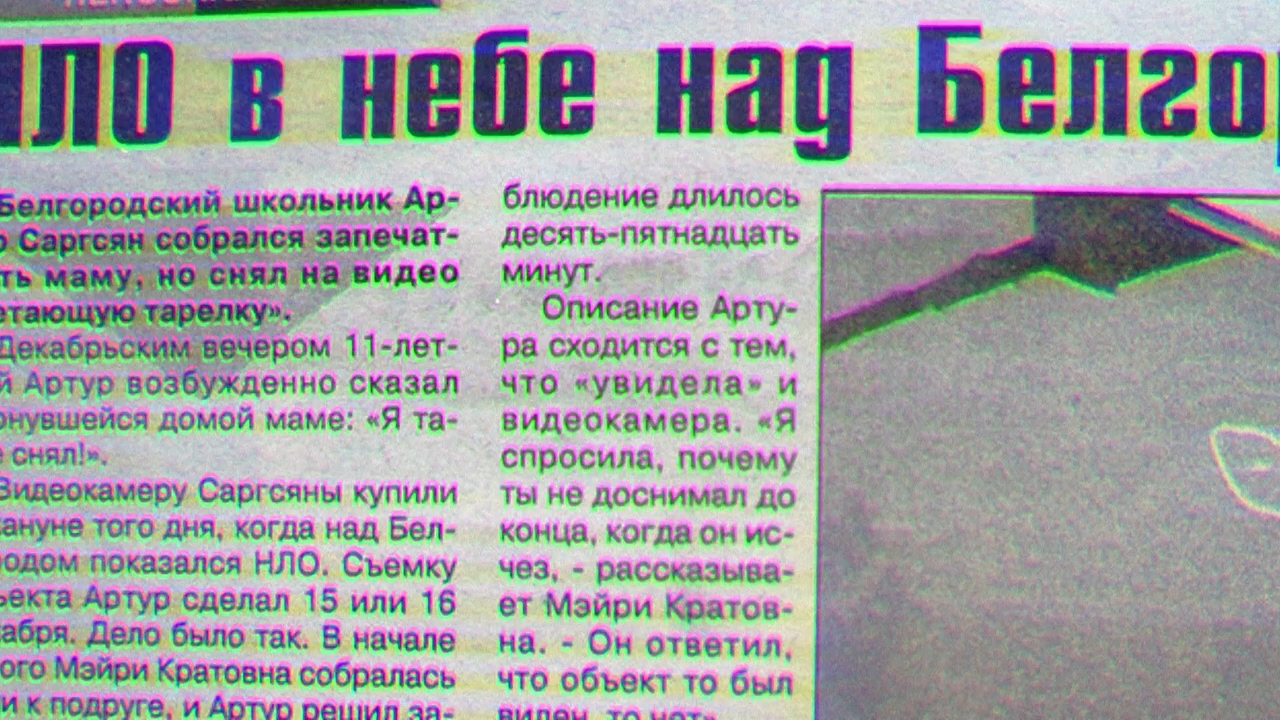 в небе над
Белгородский школьник Ар-
Саргсян собрался запечат-
ть маму, но снял на видео
етающую тарелку».
Декабрьским вечером 11-лет-
й Артур возбужденно сказал
рнувшейся домой маме: «Я та-
е снял!».
Видеокамеру Саргсяны купили
кануне того дня, когда над Бел-
родом показался НЛО. Съемку
ъекта Артур сделал 15 или 16
абря. Дело было так. В начале
ого Мэйри Кратовна собралась
и к подруге, и Артур решил за-
блюдение длилось
десять-пятнадцать
минут.
Описание Арту-
ра сходится с тем,
что «увидела» и
видеокамера. «Я
спросила, почему
ты не доснимал до
конца, когда он ис-
чез, - рассказыва-
ет Мэйри Кратов-
на. - Он ответил,
что объект то был
виден, то нет».